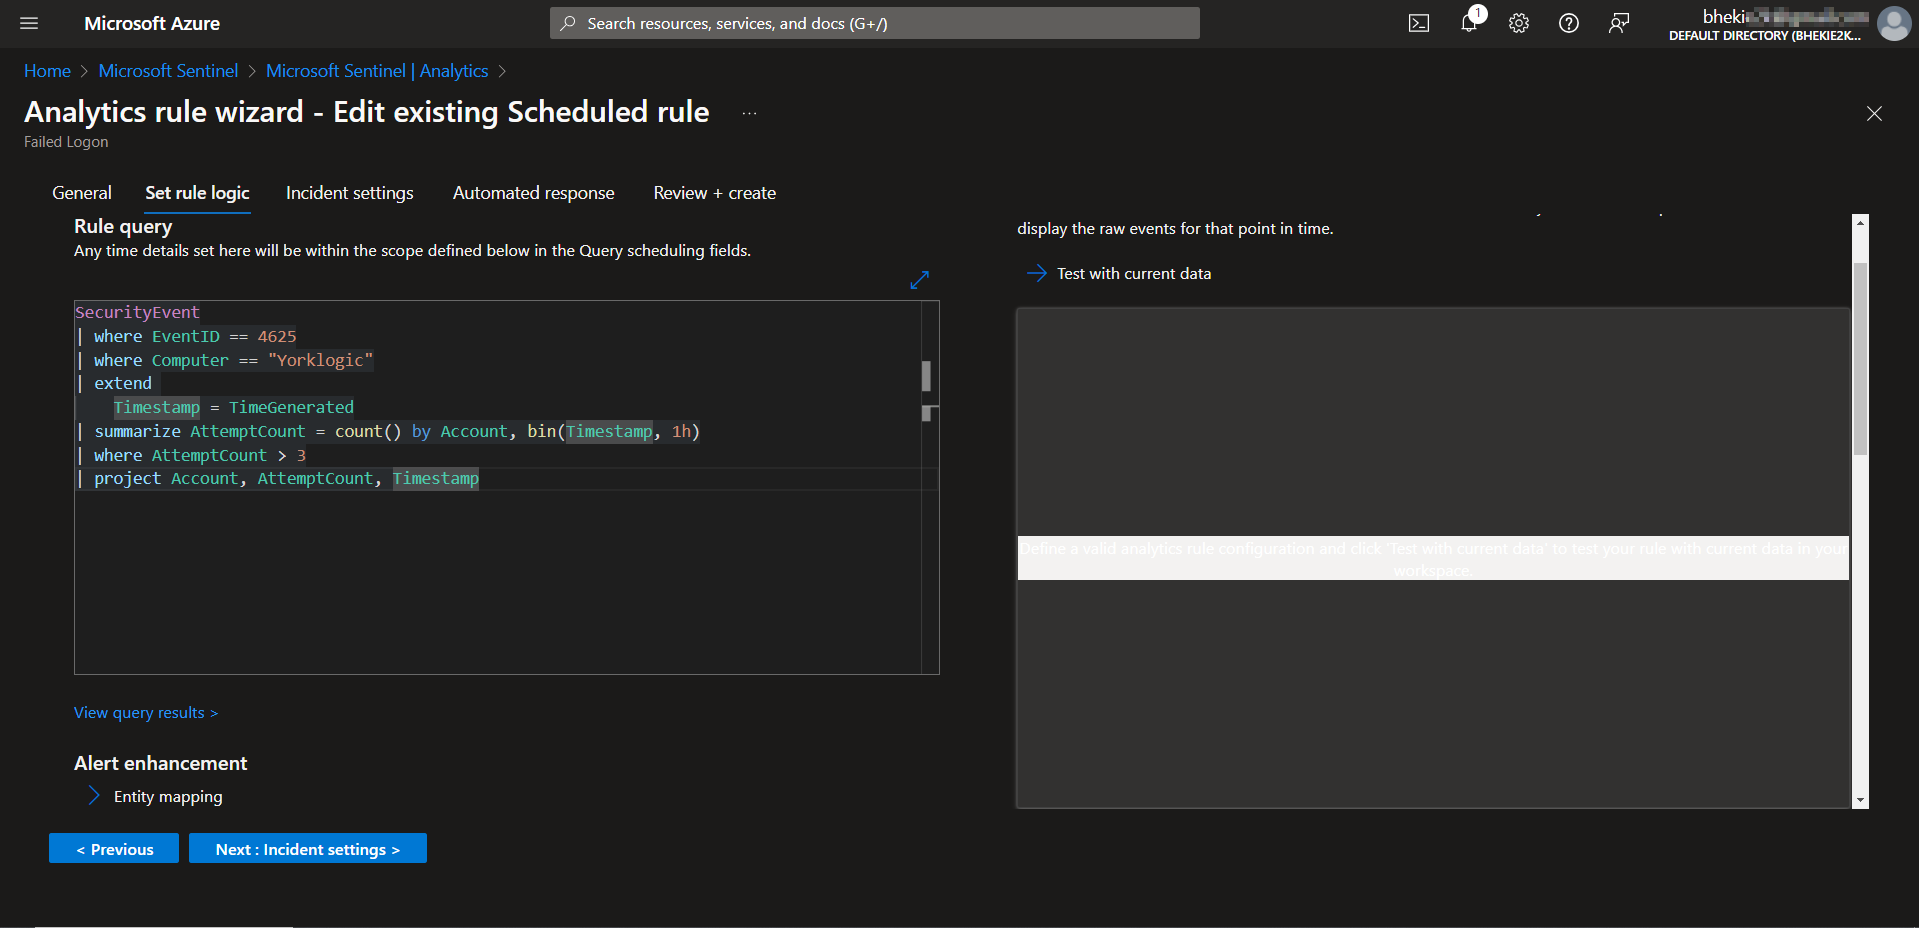 Microsoft Azure
Search resources, services, and docs (G+/)
1
bheki
DEFAULT DIRECTORY (BHEKIE2K...
Home > Microsoft Sentinel > Microsoft Sentinel | Analytics >
Analytics rule wizard - Edit existing Scheduled rule ...
Failed Logon
General Set rule logic Incident settings Automated response Review + create
Rule query
Any time details set here will be within the scope defined below in the Query scheduling fields.
SecurityEvent
| where EventID == 4625
| where Computer == "Yorklogic"
| extend
Timestamp = TimeGenerated
| summarize AttemptCount = count() by Account, bin(Timestamp, 1h)
| where AttemptCount > 3
| project Account, AttemptCount, Timestamp
View query results >
Alert enhancement
Entity mapping
< Previous
Next : Incident settings >
display the raw events for that point in time.
Test with current data
Define a valid analytics rule configuration and click 'Test with current data' to test your rule with current data in your
workspace.